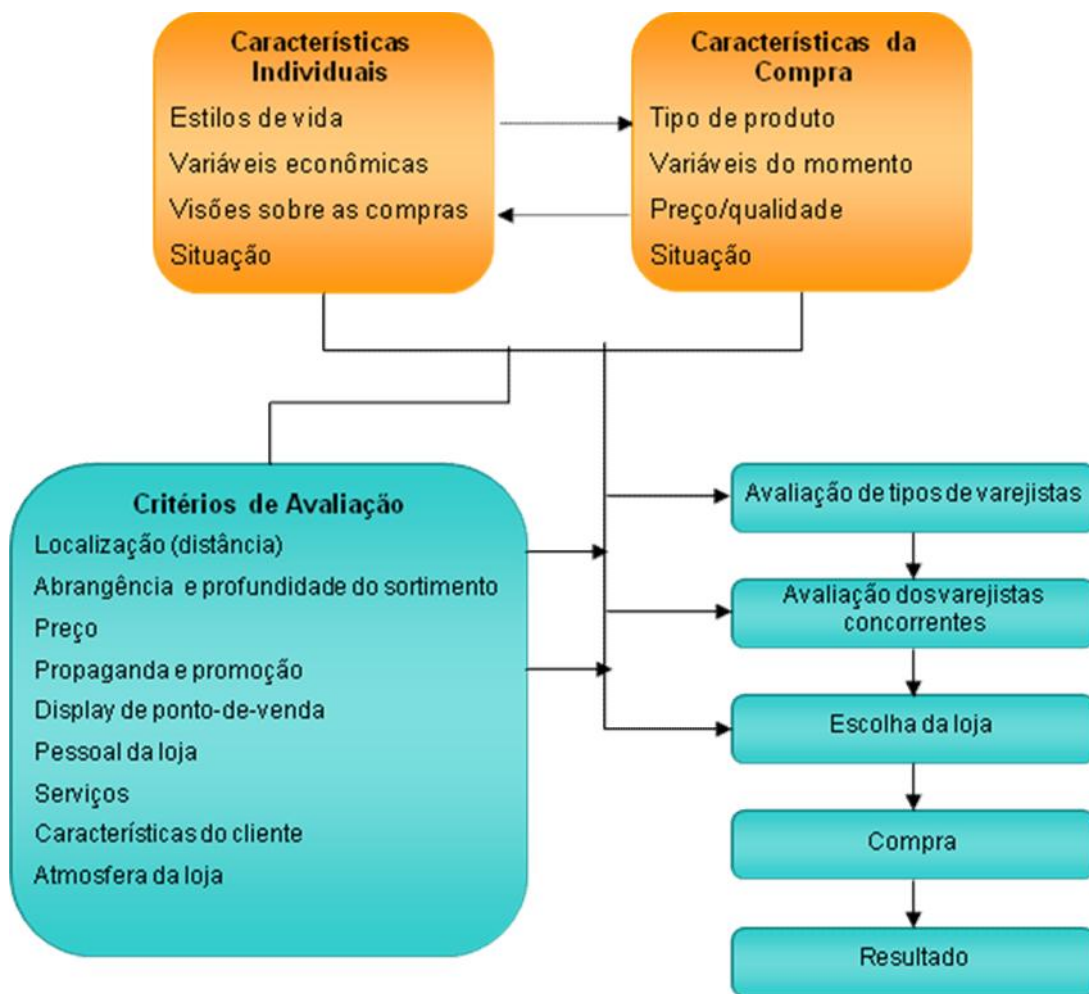 Características
Individuais
Estilos de vida
Variáveis econômicas
Visões sobre as compras
Situação
Características da
Compra
Tipo de produto
Variáveis do momento
Preço/qualidade
Situação
Critérios de Avaliação
Localização (distância)
Abrangência e profundidade do sortimento
Preço
Propaganda e promoção
Display de ponto-de-venda
Pessoal da loja
Serviços
Características do cliente
Atmosfera da loja
Avaliação de tipos de varejistas
Avaliação dos varejistas
concorrentes
Escolha da loja
Compra
Resultado